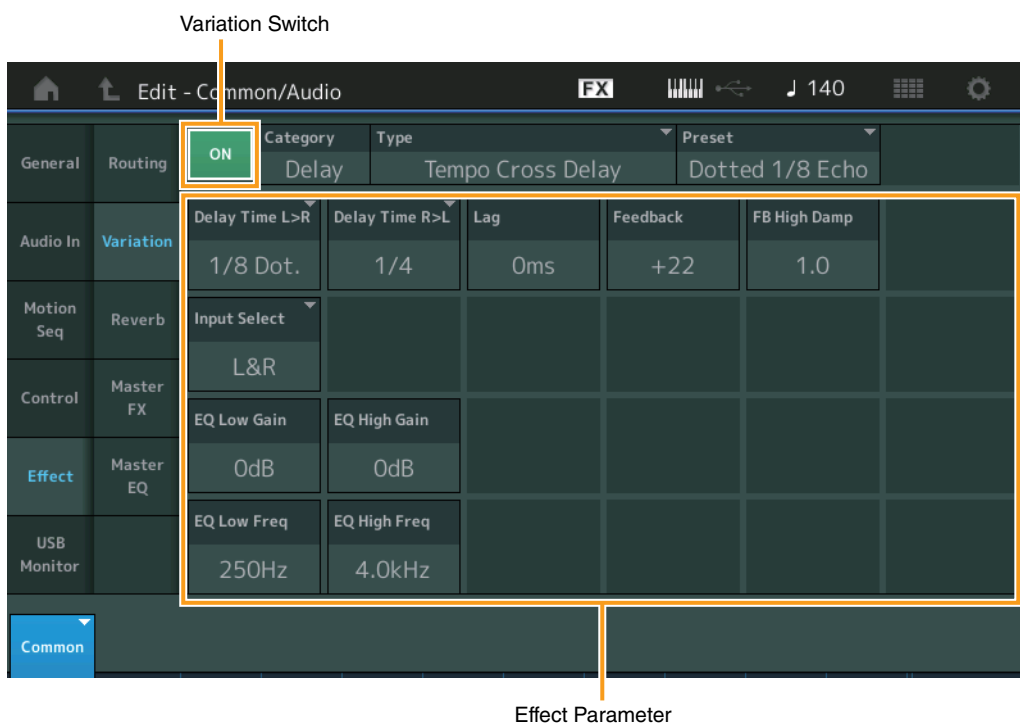 Variation Switch
Edit - Common/Audio FX ♩ 140
General Routing ON Category Delay Type Tempo Cross Delay Preset Dotted 1/8 Echo
Audio In Variation
Delay Time L>R 1/8 Dot.
Delay Time R>L 1/4
Lag 0ms
Feedback +22
FB High Damp 1.0
Motion Seq
Reverb
Input Select L&R
Control
Master FX
EQ Low Gain 0dB
EQ High Gain 0dB
Effect
Master EQ
EQ Low Freq 250Hz
EQ High Freq 4.0kHz
USB Monitor
Common
Effect Parameter